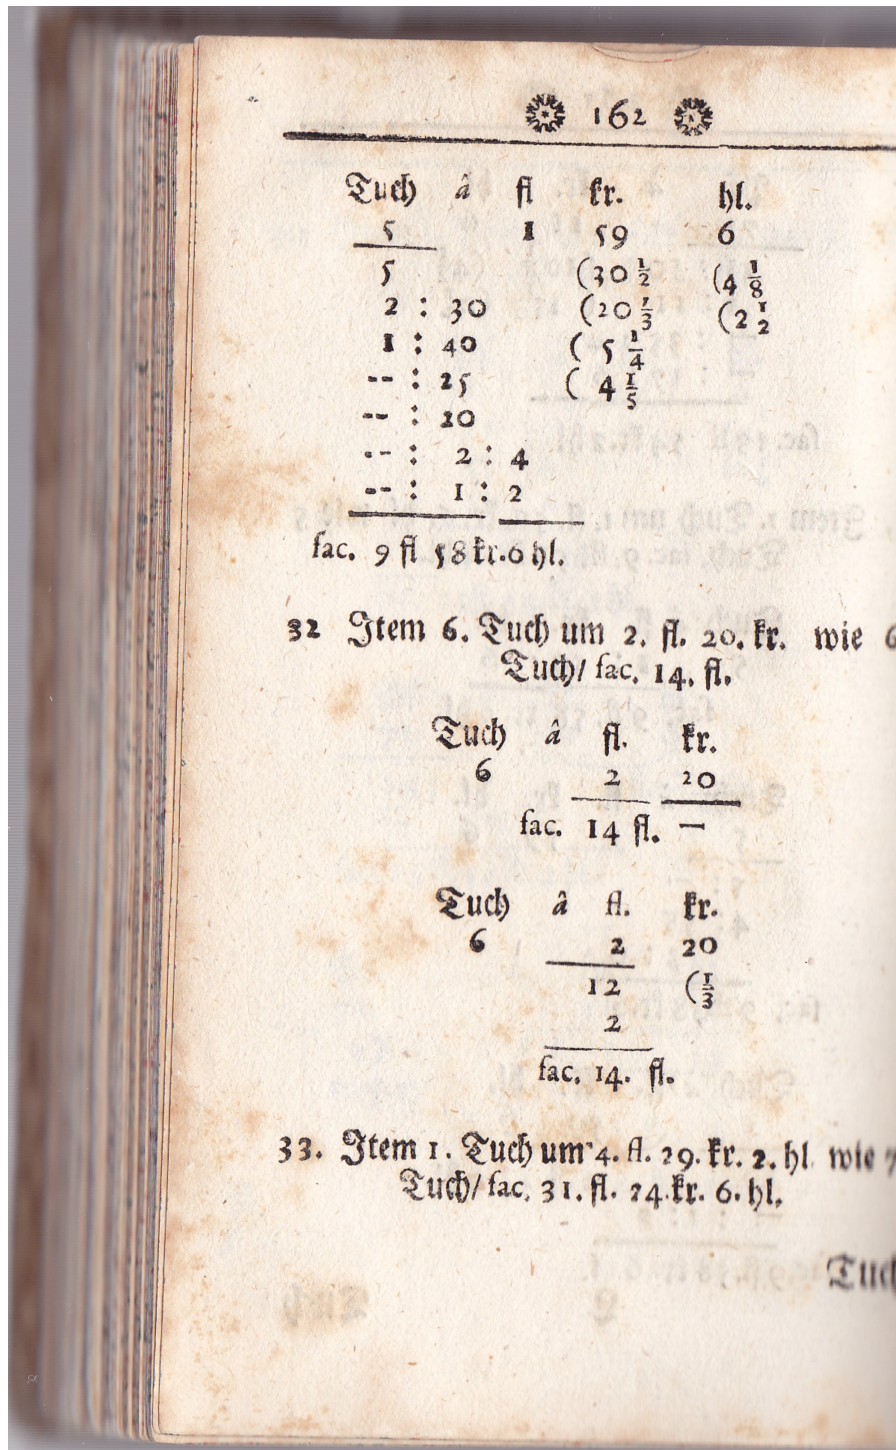 162
Tuch â fl kr. hl.
5 1 59 6
5 (30 1/2 (4 1/8
2 : 30 (20 1/3 (2 1/2
1 : 40 ( 5 1/4
-- : 25 ( 4 1/5
-- : 20
-- : 2 : 4
-- : 1 : 2
fac. 9 fl 58 kr. 6 hl.
32 Item 6. Tuch um 2. fl. 20. kr. wie 6
Tuch/ fac. 14. fl.
Tuch â fl. kr.
6 2 20
fac. 14 fl. —
Tuch â fl. kr.
6 2 20
12 (1/3
2
fac. 14. fl.
33. Item 1. Tuch um 4. fl. 29. kr. 2. hl. wie 7
Tuch/ fac. 31. fl. 24. kr. 6. hl.
Tuch